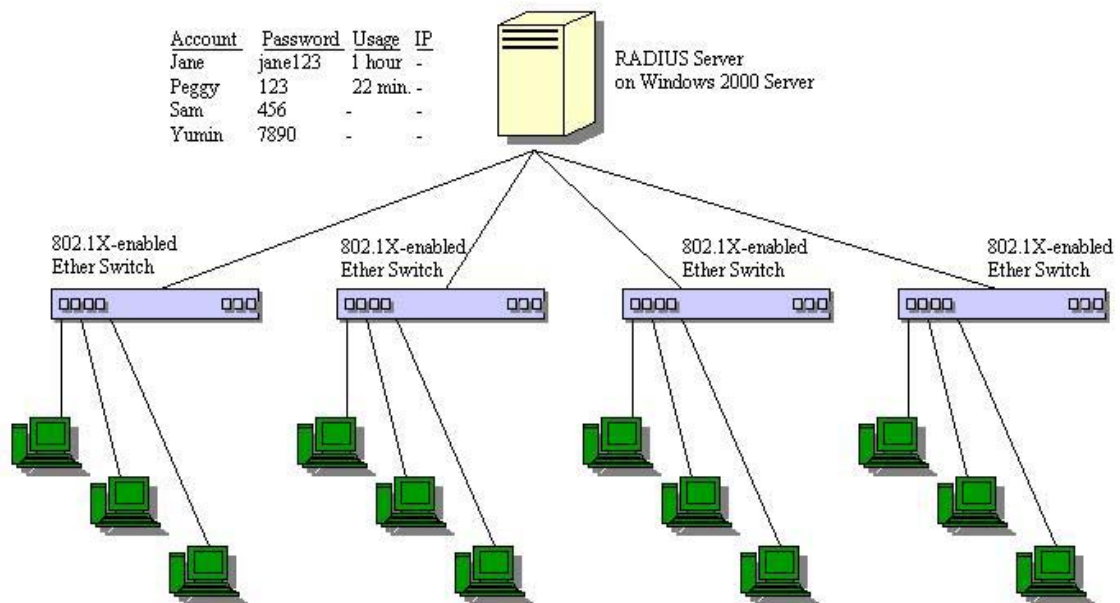 Account Password Usage IP
Jane jane123 1 hour -
Peggy 123 22 min. -
Sam 456 - -
Yumin 7890 - -
RADIUS Server
on Windows 2000 Server
802.1X-enabled
Ether Switch
802.1X-enabled
Ether Switch
802.1X-enabled
Ether Switch
802.1X-enabled
Ether Switch